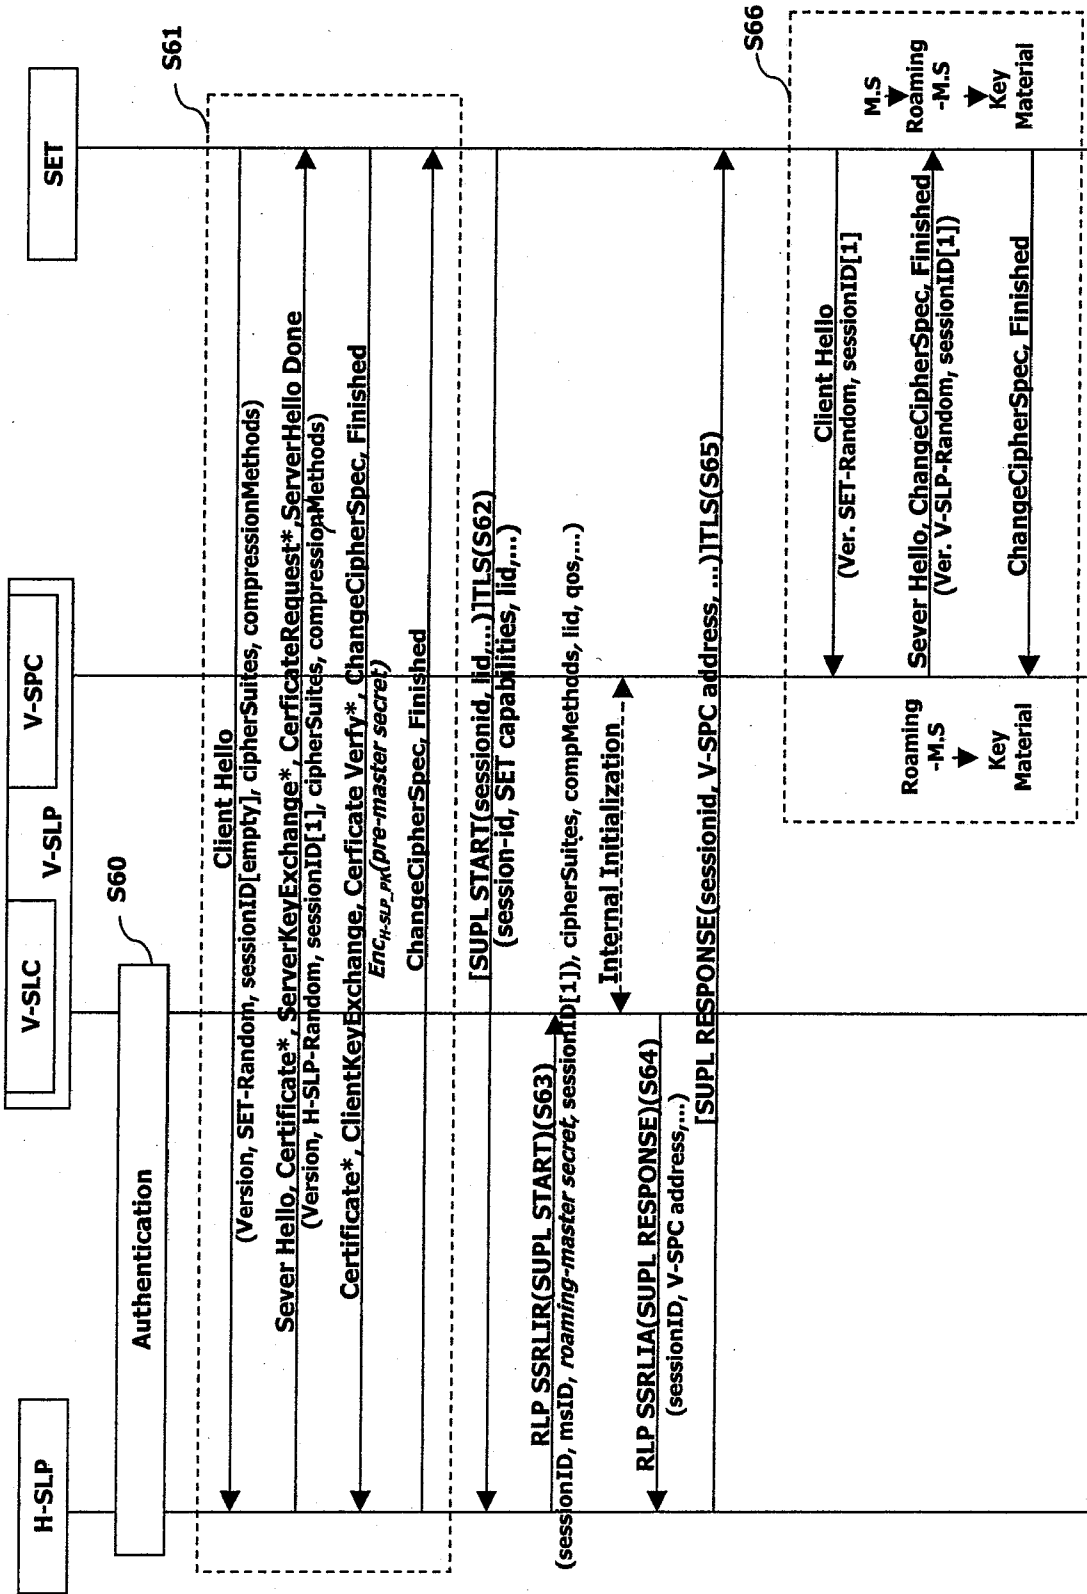 H-SLP
V-SLC
V-SLP
V-SPC
SET
Authentication
S60
S61
Client Hello
(Version, SET-Random, sessionID[empty], cipherSuites, compressionMethods)
Sever Hello, Certificate*, ServerKeyExchange*, CerficateRequest*,ServerHello Done
(Version, H-SLP-Random, sessionID[1], cipherSuites, compressionMethods)
Certificate*, ClientKeyExchange, Cerficate Verfy*, ChangeCipherSpec, Finished
EncH-SLP_PK(pre-master secret)
ChangeCipherSpec, Finished
[SUPL START(sessionid, lid,...)]TLS(S62)
(session-id, SET capabilities, lid,...)
RLP SSRLIR(SUPL START)(S63)
(sessionID, msID, roaming-master secret, sessionID[1]), cipherSuites, compMethods, lid, qos,...)
Internal Initialization
RLP SSRLIA(SUPL RESPONSE)(S64)
(sessionID, V-SPC address,...)
[SUPL RESPONSE(sessionid, V-SPC address, ...)]TLS(S65)
S66
Client Hello
(Ver. SET-Random, sessionID[1]
M.S
Roaming
-M.S
Key
Material
Roaming
-M.S
Key
Material
Sever Hello, ChangeCipherSpec, Finished
(Ver. V-SLP-Random, sessionID[1])
ChangeCipherSpec, Finished